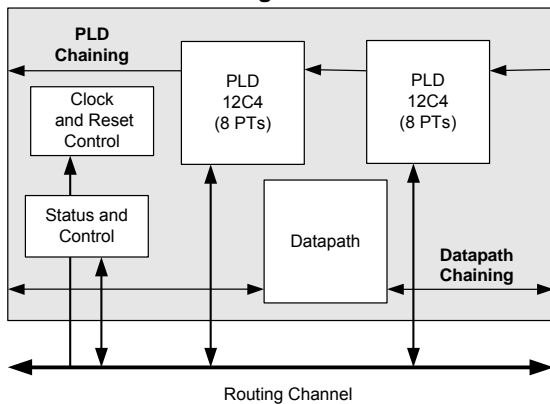 PLD
Chaining
PLD
12C4
(8 PTs)
PLD
12C4
(8 PTs)
Clock
and Reset
Control
Status and
Control
Datapath
Datapath
Chaining
Routing Channel